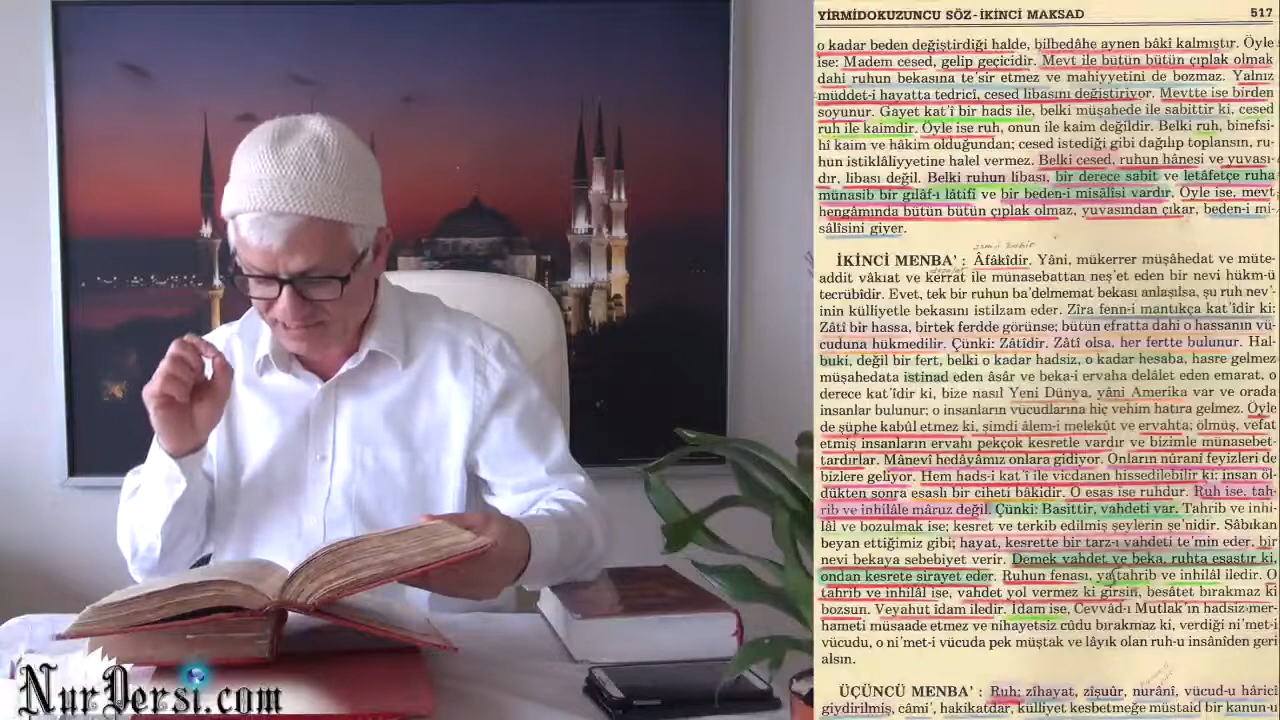 YİRMİDOKUZUNCU SÖZ - İKİNCİ MAKSAD 517
o kadar beden değiştirdiği halde, bilbedâhe aynen bâki kalmıştır. Öyle
ise: Madem cesed, gelip geçicidir. Mevt ile bütün bütün çıplak olmak
dahi ruhun bekasına te'sir etmez ve mahiyyetini de bozmaz. Yalnız
müddet-i hayatta tedricî, cesed libasını değiştiriyor. Mevtte ise birden
soyunur. Gayet kat'î bir hads ile, belki müşahede ile sabittir ki, cesed
ruh ile kaimdir. Öyle ise ruh, onun ile kaim değildir. Belki ruh, binefsi-
hî kaim ve hâkim olduğundan; cesed istediği gibi dağılıp toplansın, ru-
hun istiklâliyyetine halel vermez. Belki cesed, ruhun hânesi ve yuvası-
dır, libası değil. Belki ruhun libası, bir derece sabit ve letâfetçe ruha
münasib bir gılâf-ı lâtifi ve bir beden-i misâlîsi vardır. Öyle ise, mevt
hengâmında bütün bütün çıplak olmaz, yuvasından çıkar, beden-i mi-
sâlîsini giyer.
İKİNCİ MENBA' : Âfâkîdir. Yâni, mükerrer müşahedat ve müte-
addit vâkıat ve kerrat ile münasebattan neş'et eden bir nevi hükm-ü
tecrübîdir. Evet, tek bir ruhun ba'delmemat bekası anlaşılsa, şu ruh nev'-
inin külliyetle bekasını istilzam eder. Zira fenn-i mantıkça kat'îdir ki:
Zâtî bir hassa, birtek ferdde görünse; bütün efratta dahi o hassanın vü-
cuduna hükmedilir. Çünki: Zâtîdir. Zâtî olsa, her fertte bulunur. Hal-
buki, değil bir fert, belki o kadar hadsiz, o kadar hesaba, hasre gelmez
müşahedata istinad eden âsâr ve beka-i ervaha delâlet eden emarat, o
derece kat'îdir ki, bize nasıl Yeni Dünya, yâni Amerika var ve orada
insanlar bulunur; o insanların vücudlarına hiç vehim hatıra gelmez. Öyle
de şüphe kabûl etmez ki, şimdi âlem-i melekût ve ervahta; ölmüş, vefat
etmiş insanların ervahı pekçok kesretle vardır ve bizimle münasebet-
tardırlar. Mânevî hedâyâmız onlara gidiyor. Onların nûranî feyizleri de
bizlere geliyor. Hem hads-i kat'î ile vicdanen hissedilebilir ki; insan öl-
dükten sonra esaslı bir ciheti bâkidir. O esas ise ruhdur. Ruh ise, tah-
rib ve inhilâle mâruz değil. Çünki: Basittir, vahdeti var. Tahrib ve inhi-
lâl ve bozulmak ise; kesret ve terkib edilmiş şeylerin şe'nidir. Sâbıkan
beyan ettiğimiz gibi; hayat, kesrette bir tarz-ı vahdeti te'min eder, bir
nevi bekaya sebebiyet verir. Demek vahdet ve beka, ruhta esastır ki,
ondan kesrete sirayet eder. Ruhun fenası, ya tahrib ve inhilâl iledir. O
tahrib ve inhilâl ise, vahdet yol vermez ki girsin, besâtet bırakmaz ki
bozsun. Veyahut îdam iledir. İdam ise, Cevvâd-ı Mutlak'ın hadsiz mer-
hameti müsaade etmez ve nihayetsiz cûdu bırakmaz ki, verdiği ni'met-i
vücudu, o ni'met-i vücuda pek müştak ve lâyık olan ruh-u insânîden geri
alsın.
ÜÇÜNCÜ MENBA' : Ruh; zîhayat, zîşuûr, nurânî, vücud-u hâricî
giydirilmiş, câmi', hakikatdar, külliyet kesbetmeğe müstaid bir kanun-u
NurDersi.com